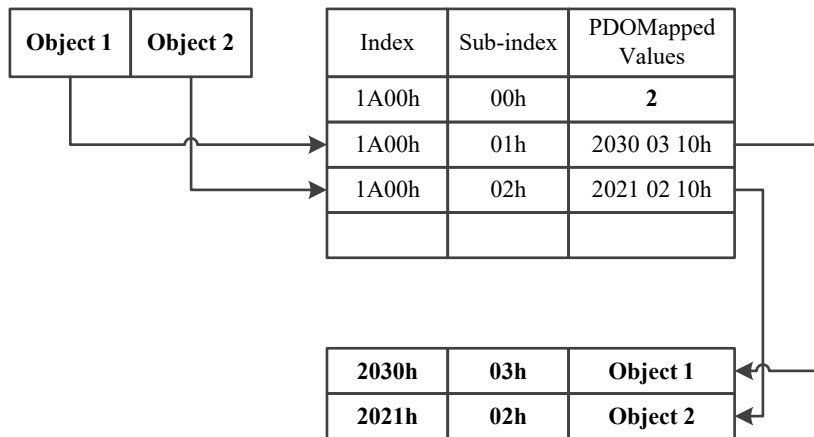 Object 1 Object 2
Index Sub-index PDOMapped
Values
1A00h 00h 2
1A00h 01h 2030 03 10h
1A00h 02h 2021 02 10h
2030h 03h Object 1
2021h 02h Object 2